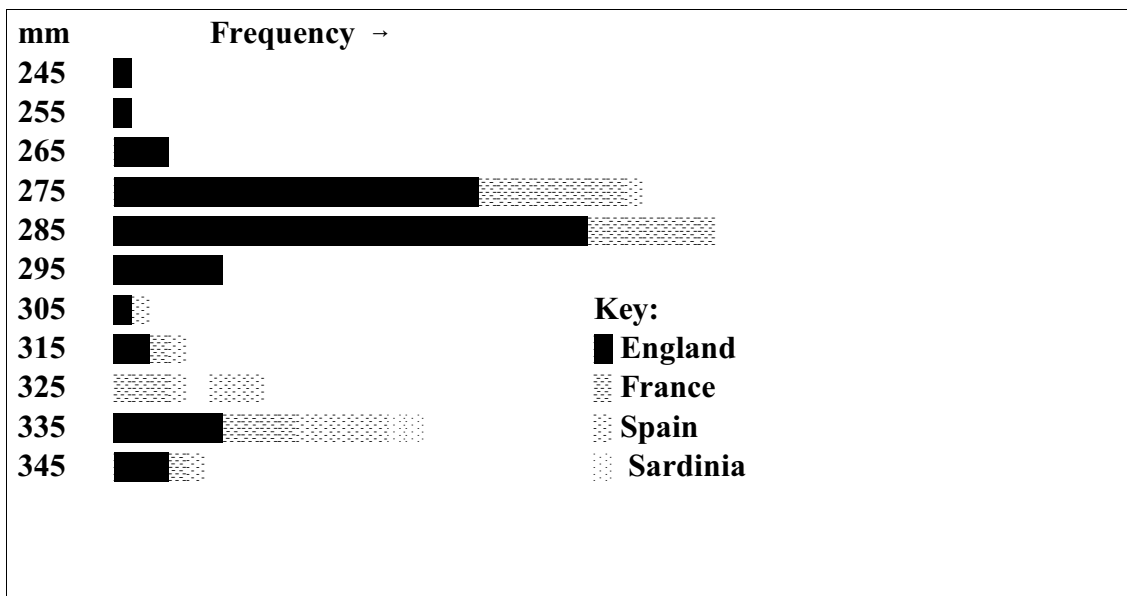 mm Frequency →
245
255
265
275
285
295
305 Key:
315 England
325 France
335 Spain
345 Sardinia